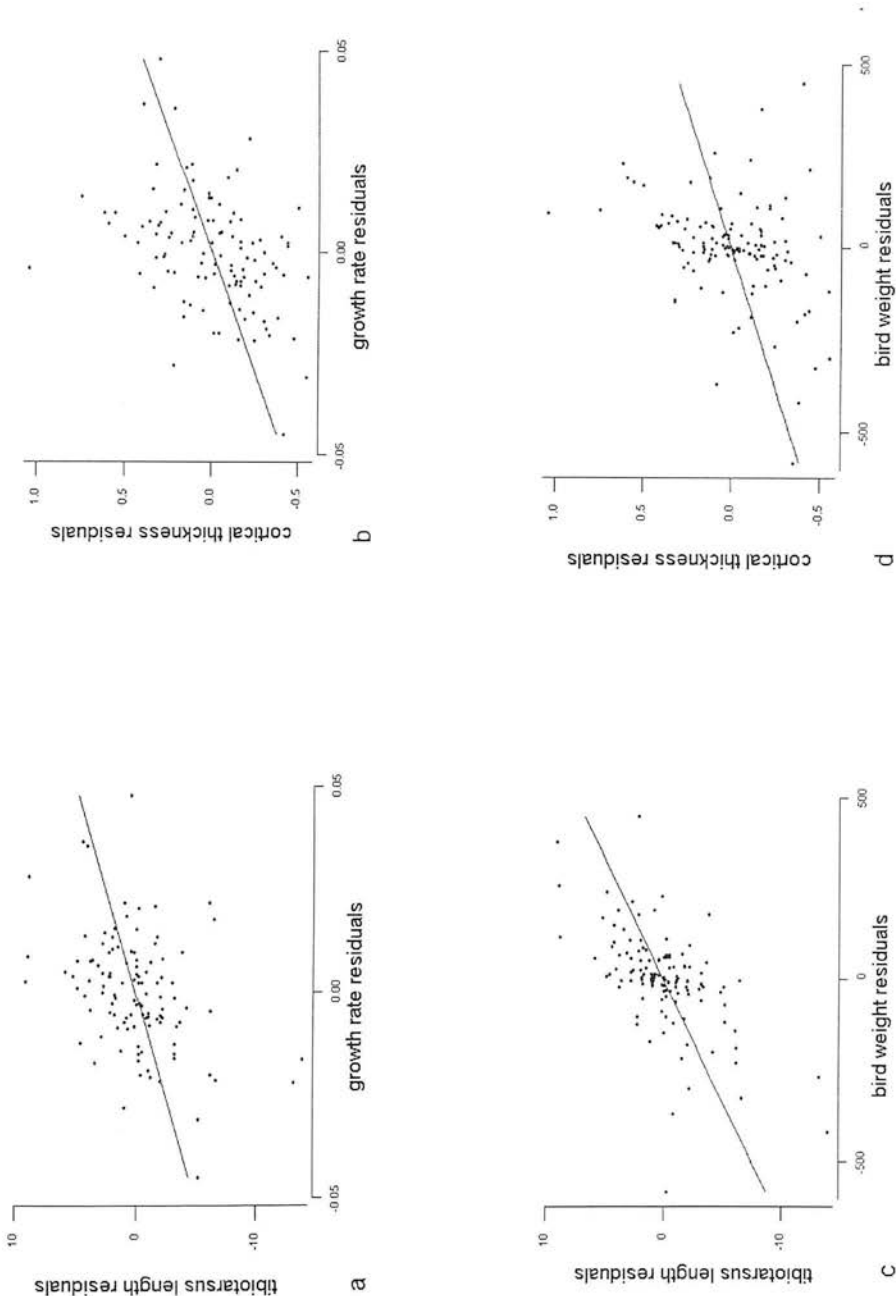 tibiotarsus length residuals
10
0
-10
-0.05
0.00
0.05
growth rate residuals
a
cortical thickness residuals
1.0
0.5
0.0
-0.5
-0.05
0.00
0.05
growth rate residuals
b
tibiotarsus length residuals
10
0
-10
-500
0
500
bird weight residuals
c
cortical thickness residuals
1.0
0.5
0.0
-0.5
-500
0
500
bird weight residuals
d